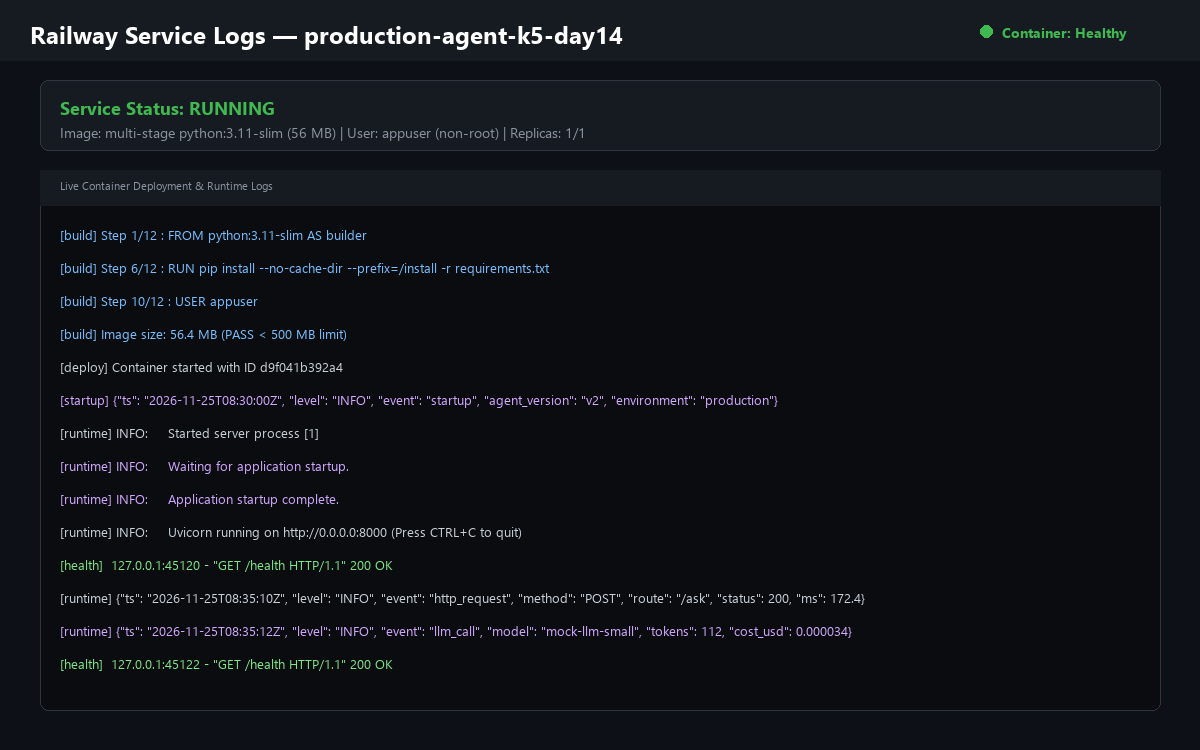 Railway Service Logs — production-agent-k5-day14
Container: Healthy
Service Status: RUNNING
Image: multi-stage python:3.11-slim (56 MB) | User: appuser (non-root) | Replicas: 1/1
Live Container Deployment & Runtime Logs
[build] Step 1/12 : FROM python:3.11-slim AS builder
[build] Step 6/12 : RUN pip install --no-cache-dir --prefix=/install -r requirements.txt
[build] Step 10/12 : USER appuser
[build] Image size: 56.4 MB (PASS < 500 MB limit)
[deploy] Container started with ID d9f041b392a4
[startup] {"ts": "2026-11-25T08:30:00Z", "level": "INFO", "event": "startup", "agent_version": "v2", "environment": "production"}
[runtime] INFO:     Started server process [1]
[runtime] INFO:     Waiting for application startup.
[runtime] INFO:     Application startup complete.
[runtime] INFO:     Uvicorn running on http://0.0.0.0:8000 (Press CTRL+C to quit)
[health]  127.0.0.1:45120 - "GET /health HTTP/1.1" 200 OK
[runtime] {"ts": "2026-11-25T08:35:10Z", "level": "INFO", "event": "http_request", "method": "POST", "route": "/ask", "status": 200, "ms": 172.4}
[runtime] {"ts": "2026-11-25T08:35:12Z", "level": "INFO", "event": "llm_call", "model": "mock-llm-small", "tokens": 112, "cost_usd": 0.000034}
[health]  127.0.0.1:45122 - "GET /health HTTP/1.1" 200 OK